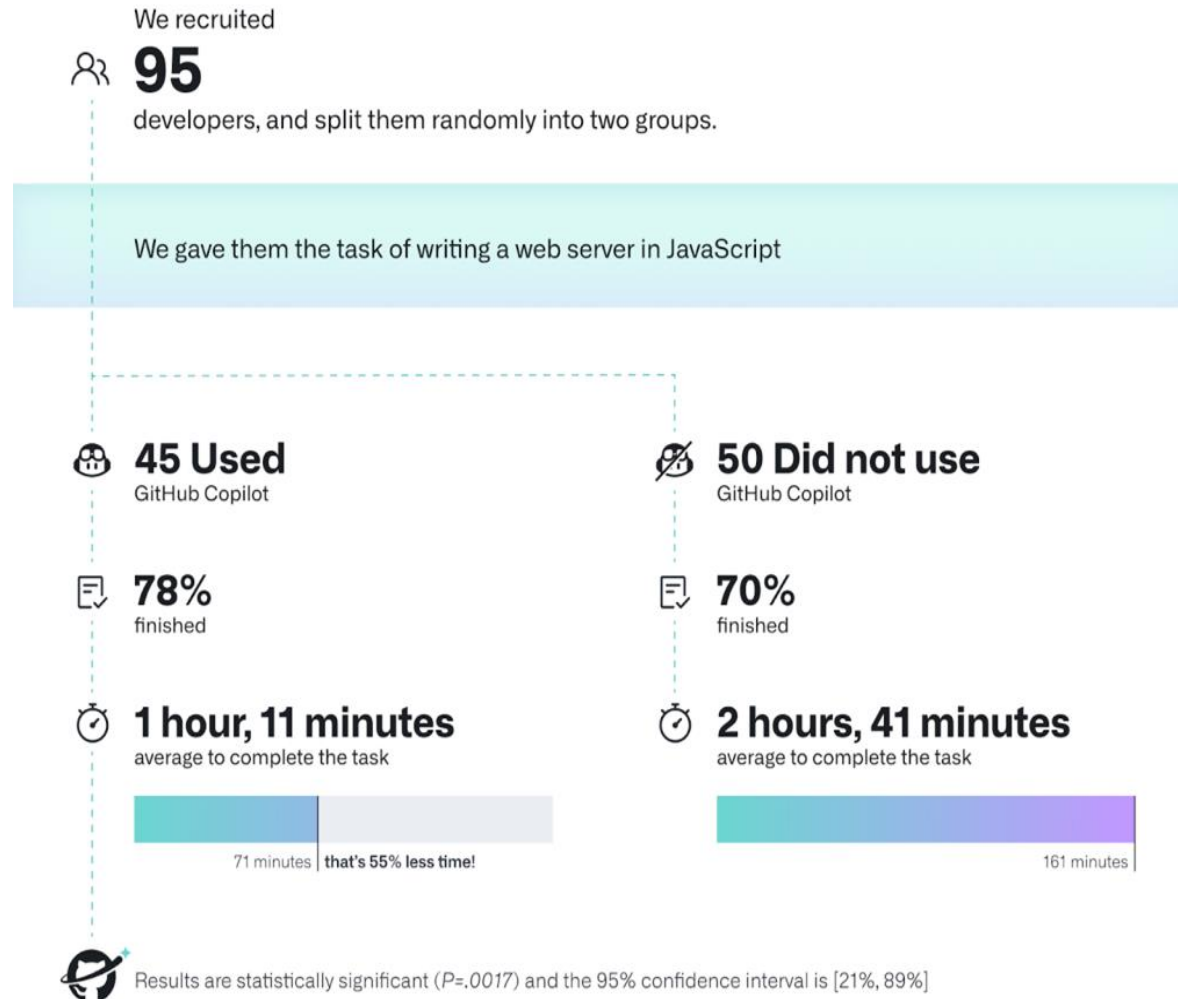 We recruited
95
developers, and split them randomly into two groups.
We gave them the task of writing a web server in JavaScript
45 Used
GitHub Copilot
78%
finished
1 hour, 11 minutes
average to complete the task
71 minutes
that's 55% less time!
50 Did not use
GitHub Copilot
70%
finished
2 hours, 41 minutes
average to complete the task
161 minutes
Results are statistically significant (P=.0017) and the 95% confidence interval is [21%, 89%]